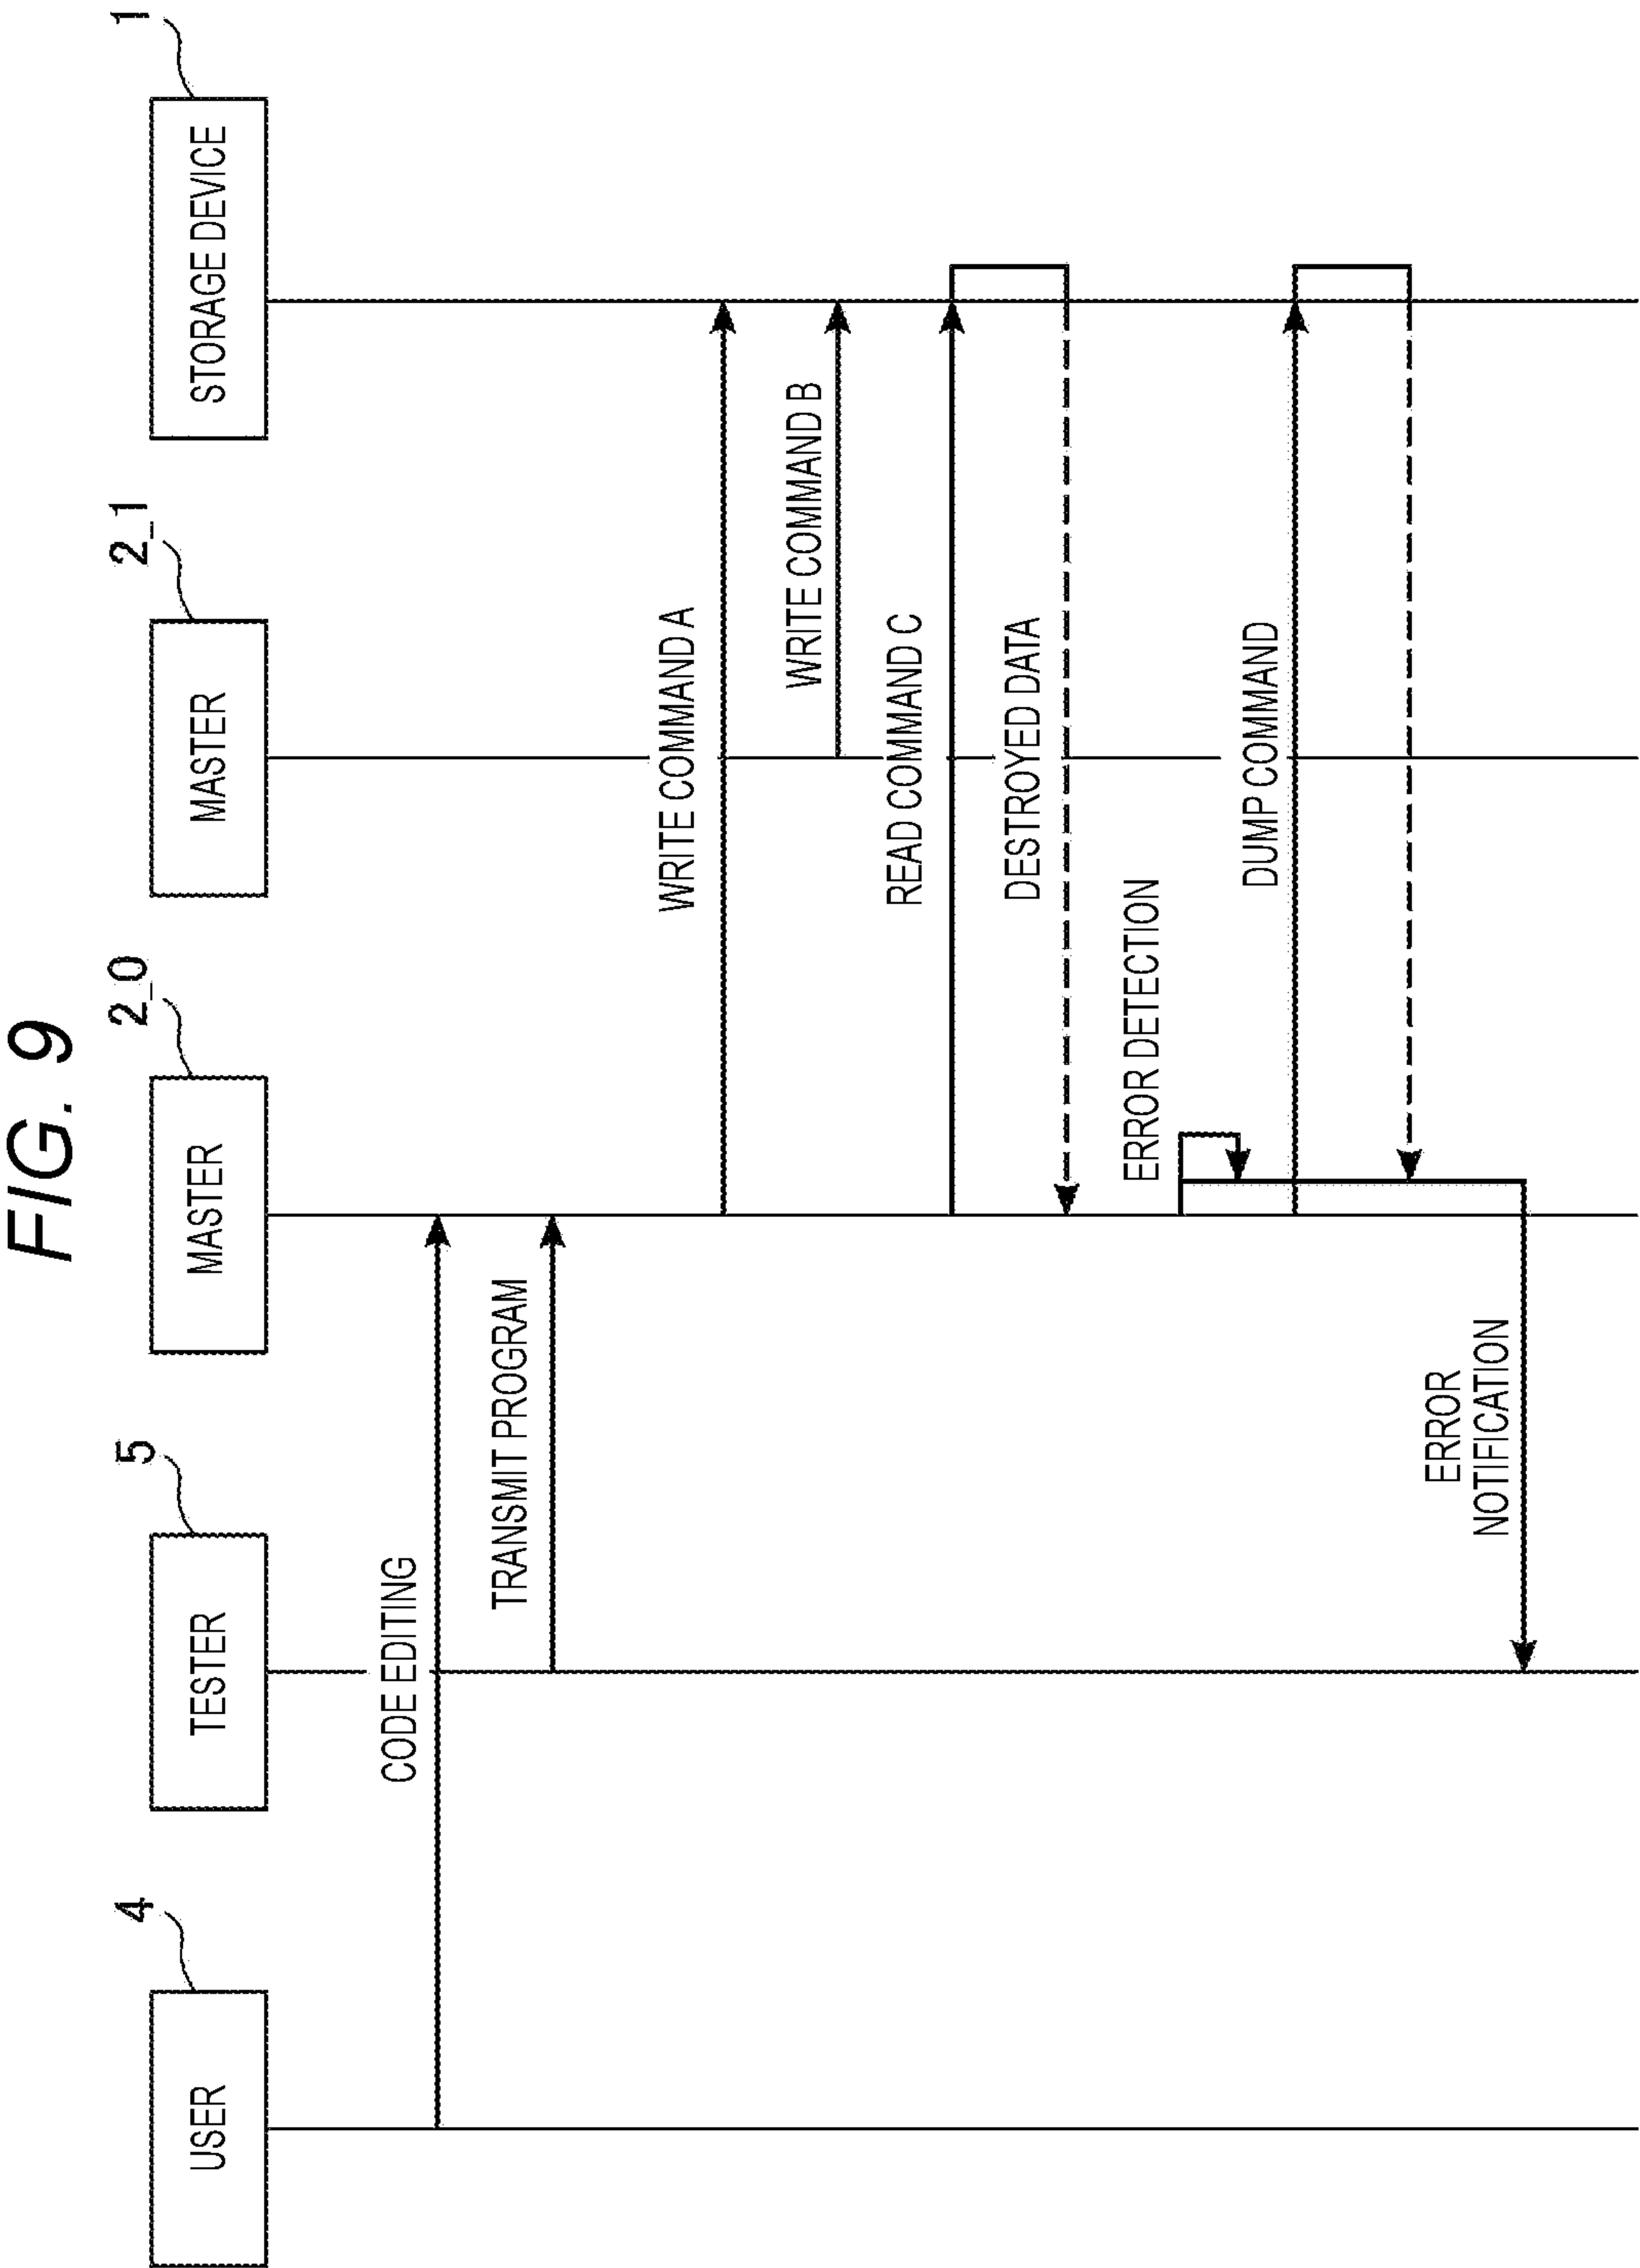 FIG. 9
4
5
2_0
2_1
1
USER
TESTER
MASTER
MASTER
STORAGE DEVICE
CODE EDITING
TRANSMIT PROGRAM
WRITE COMMAND A
WRITE COMMAND B
READ COMMAND C
DESTROYED DATA
ERROR DETECTION
DUMP COMMAND
ERROR
NOTIFICATION